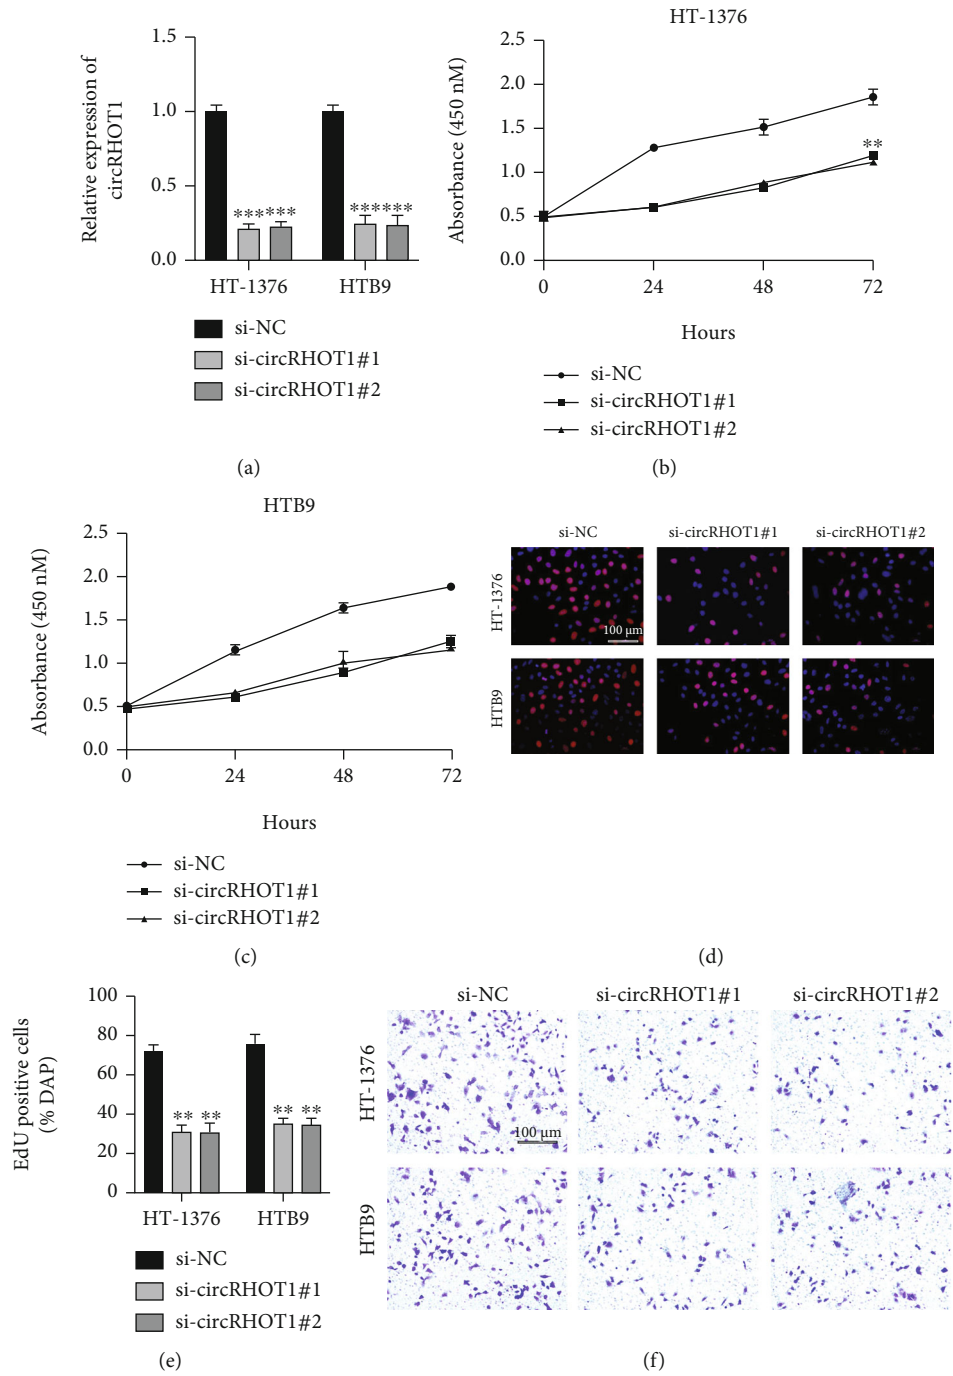 1.5
1.0
0.5
0.0
Relative expression of
circRHOT1
*** ***
*** ***
HT-1376
HTB9
si-NC
si-circRHOT1#1
si-circRHOT1#2
(a)
HT-1376
2.5
2.0
1.5
1.0
0.5
0.0
Absorbance (450 nM)
**
0
24
48
72
Hours
si-NC
si-circRHOT1#1
si-circRHOT1#2
(b)
HTB9
2.5
2.0
1.5
1.0
0.5
0.0
Absorbance (450 nM)
0
24
48
72
Hours
si-NC
si-circRHOT1#1
si-circRHOT1#2
(c)
si-NC
si-circRHOT1#1
si-circRHOT1#2
HT-1376
100 μm
HTB9
(d)
100
80
60
40
20
0
EdU positive cells
(% DAP)
** **
** **
HT-1376
HTB9
si-NC
si-circRHOT1#1
si-circRHOT1#2
(e)
si-NC
si-circRHOT1#1
si-circRHOT1#2
HT-1376
100 μm
HTB9
(f)